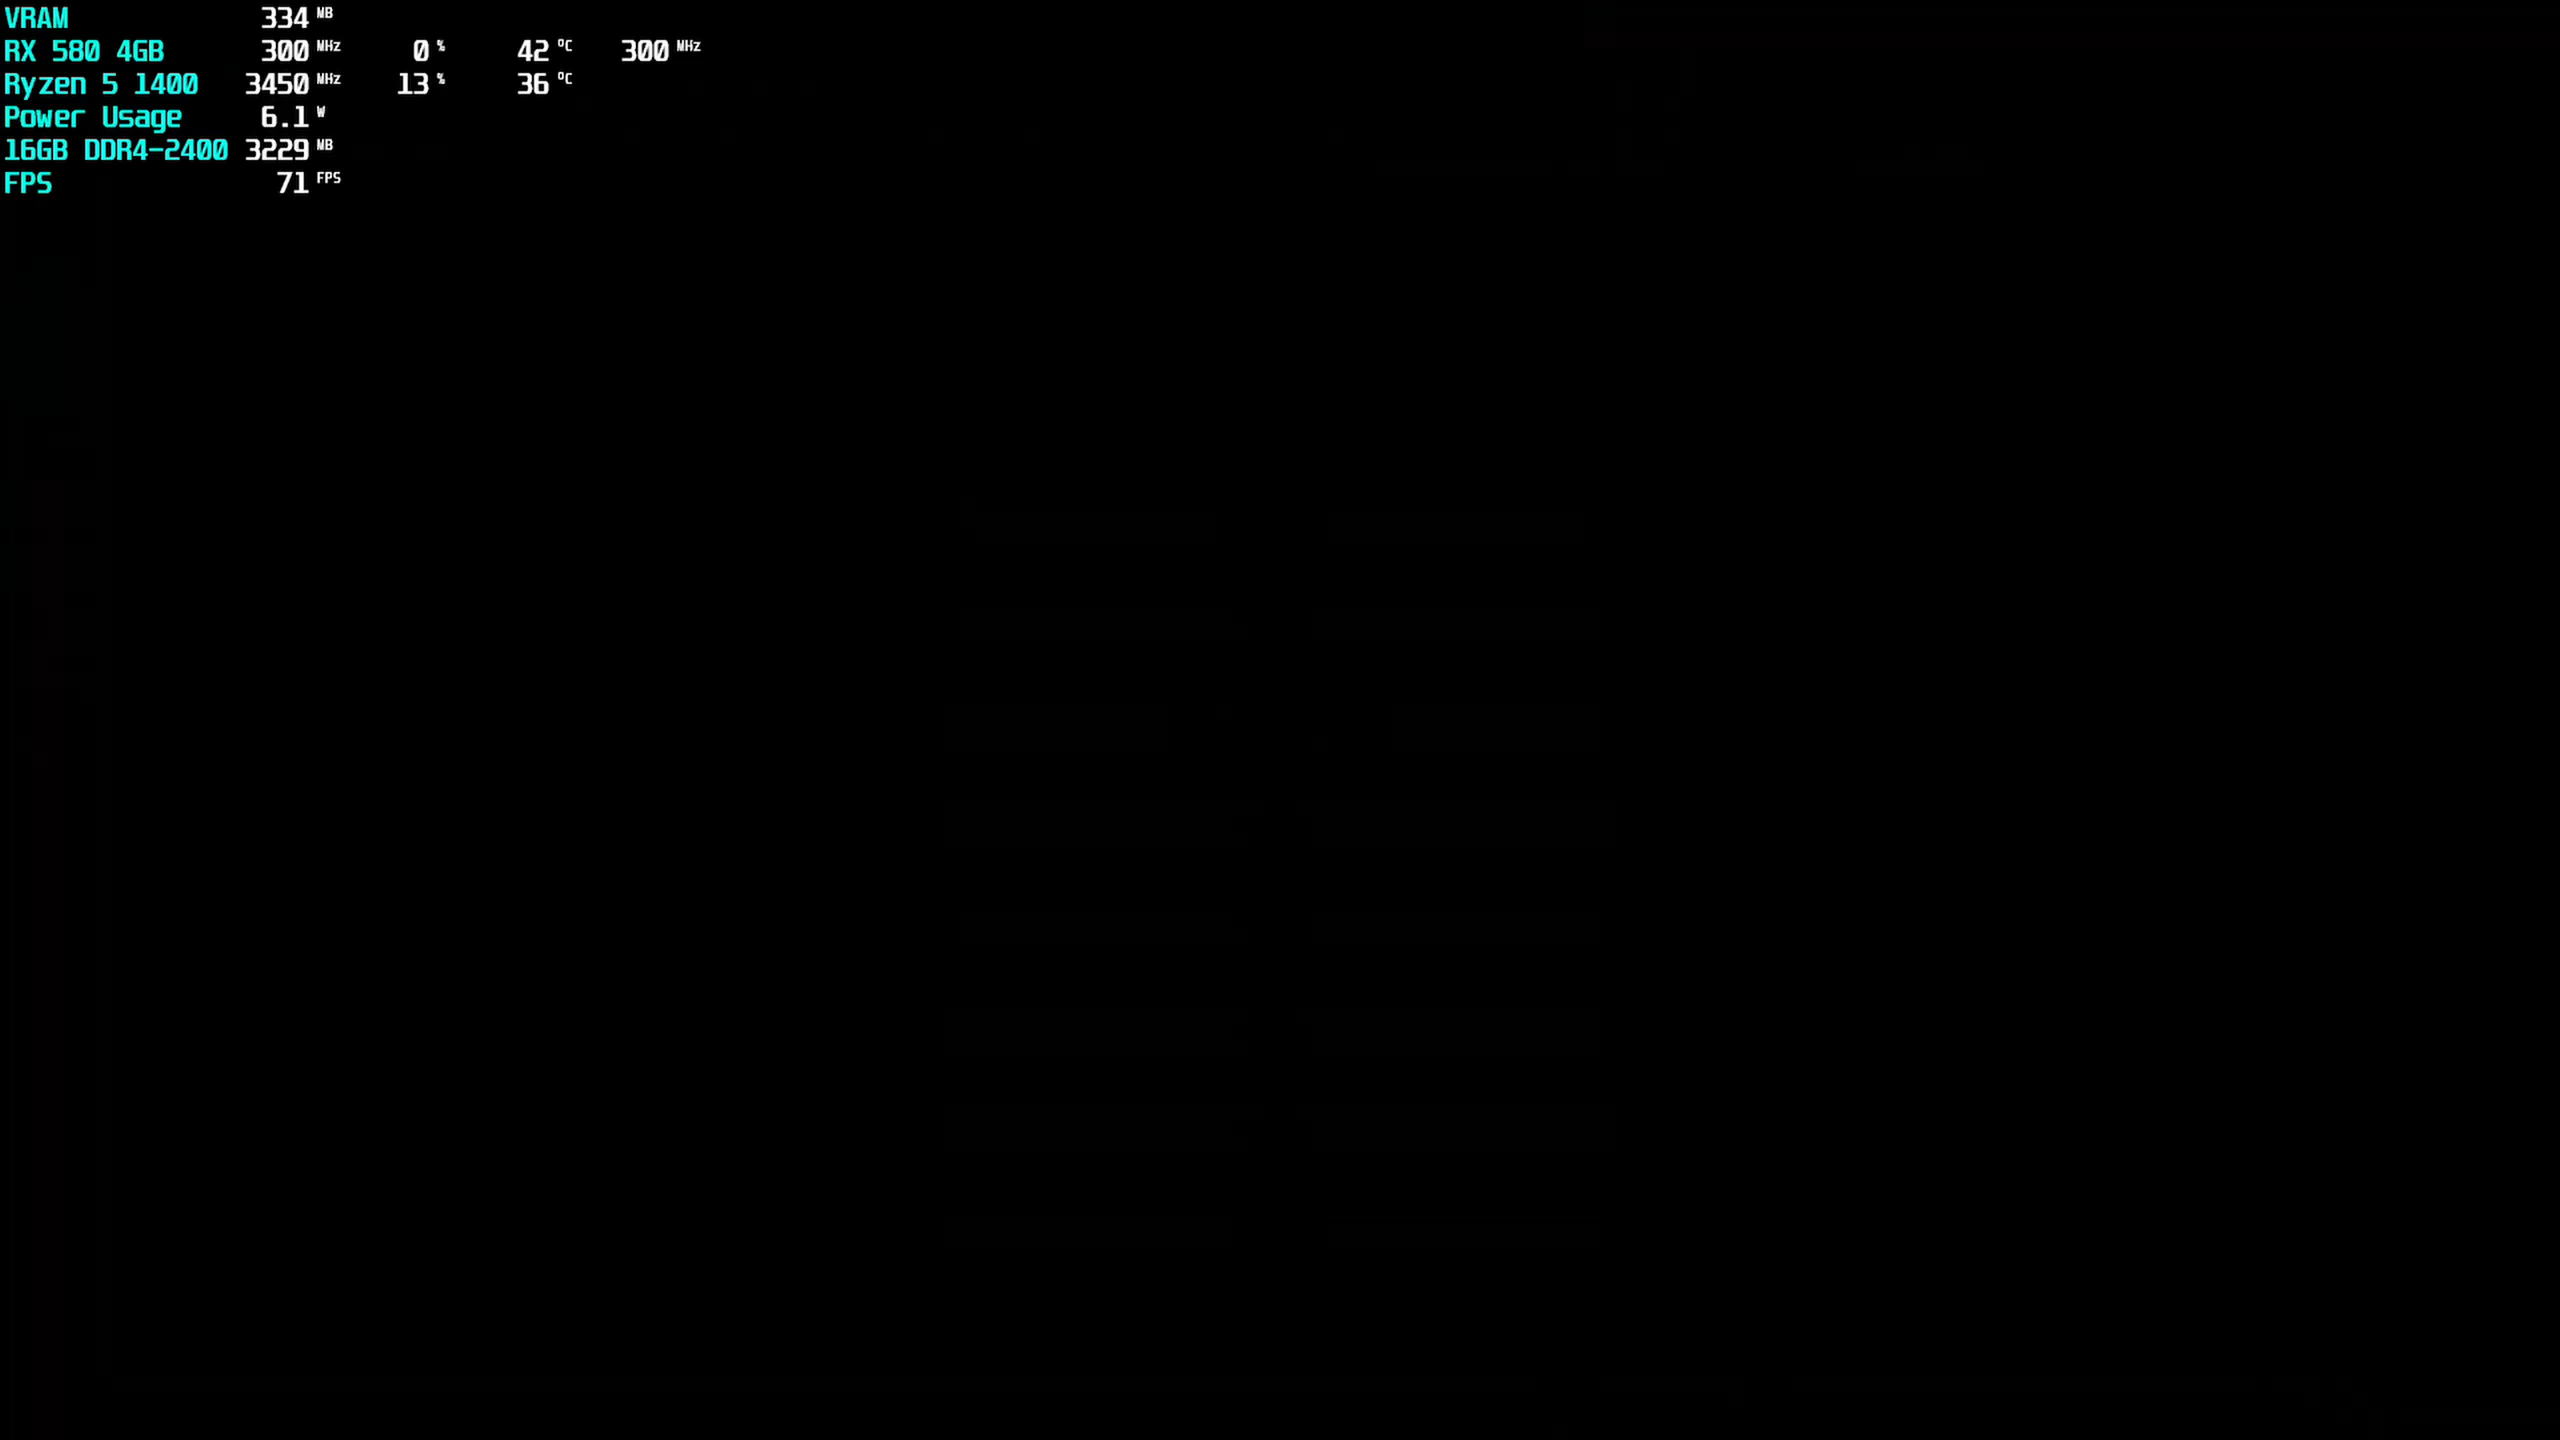 VRAM 334 MB
RX 580 4GB 300 MHz 0 % 42 °C 300 MHz
Ryzen 5 1400 3450 MHz 13 % 36 °C
Power Usage 6.1 W
16GB DDR4-2400 3229 MB
FPS 71 FPS